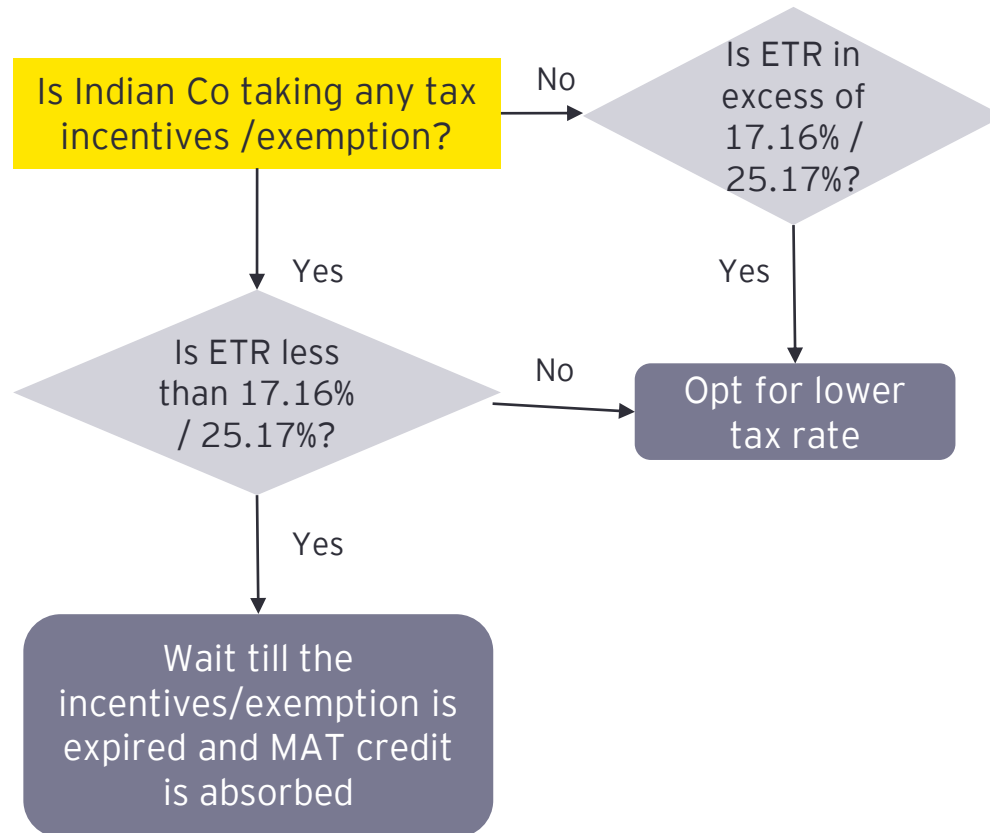 Is Indian Co taking any tax
incentives /exemption?
No
Is ETR in
excess of
17.16% /
25.17%?
Yes
Yes
Is ETR less
than 17.16%
/ 25.17%?
No
Opt for lower
tax rate
Yes
Wait till the
incentives/exemption is
expired and MAT credit
is absorbed